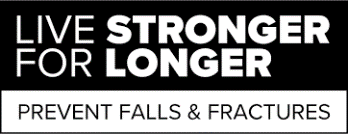 LIVE STRONGER
FOR LONGER
PREVENT FALLS & FRACTURES